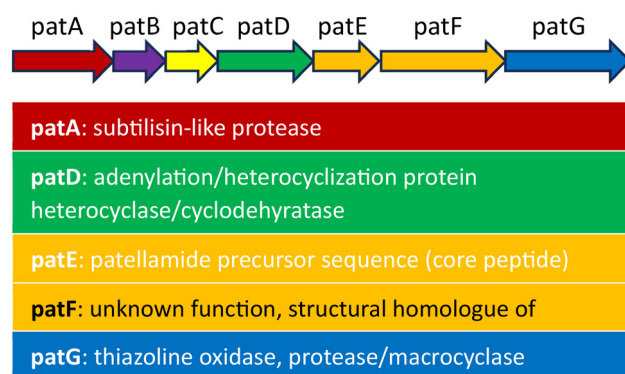 patA patB patC patD patE patF patG
patA: subtilisin-like protease
patD: adenylation/heterocyclization protein
heterocyclase/cyclodehyratase
patE: patellamide precursor sequence (core peptide)
patF: unknown function, structural homologue of
patG: thiazoline oxidase, protease/macrocyclase